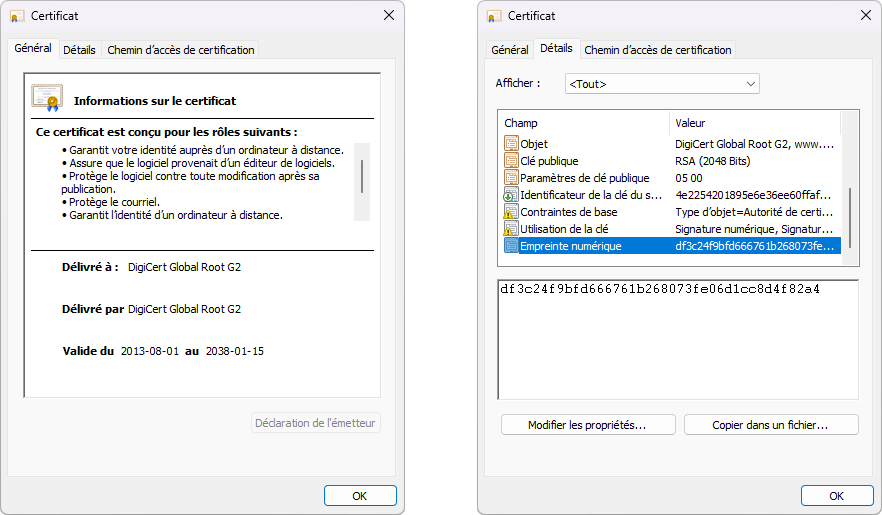 Certificat
Général Détails Chemin d'accès de certification
Informations sur le certificat
Ce certificat est conçu pour les rôles suivants :
• Garantit votre identité auprès d'un ordinateur à distance.
• Assure que le logiciel provenait d'un éditeur de logiciels.
• Protège le logiciel contre toute modification après sa
publication.
• Protège le courriel.
• Garantit l'identité d'un ordinateur à distance.
Délivré à : DigiCert Global Root G2
Délivré par DigiCert Global Root G2
Valide du 2013-08-01 au 2038-01-15
Déclaration de l'émetteur
OK
Certificat
Général Détails Chemin d'accès de certification
Afficher : <Tout>
Champ Valeur
Objet DigiCert Global Root G2, www....
Clé publique RSA (2048 Bits)
Paramètres de clé publique 05 00
Identificateur de la clé du s... 4e2254201895e6e36ee60ffaf...
Contraintes de base Type d'objet=Autorité de certi...
Utilisation de la clé Signature numérique, Signatur...
Empreinte numérique df3c24f9bfd666761b268073fe...
df3c24f9bfd666761b268073fe06d1cc8d4f82a4
Modifier les propriétés... Copier dans un fichier...
OK